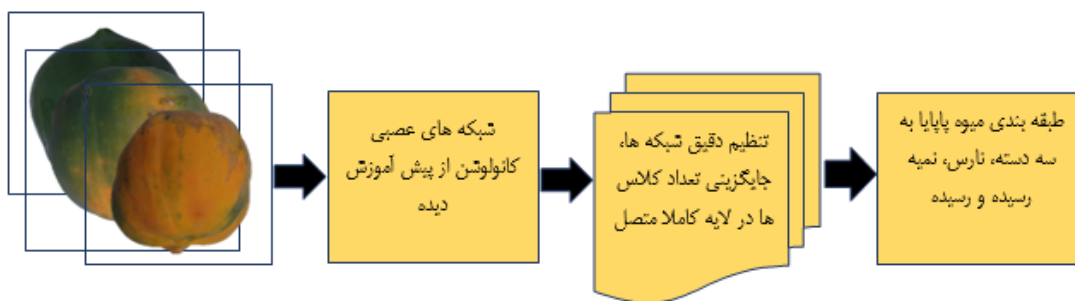 شبکه های عصبی
کانولوشن از پیش آموزش
دیده
تنظیم دقیق شبکه ها،
جایگزینی تعداد کلاس
ها در لایه کاملا متصل
طبقه بندی میوه پاپایا به
سه دسته، نارس، نمیه
رسیده و رسیده